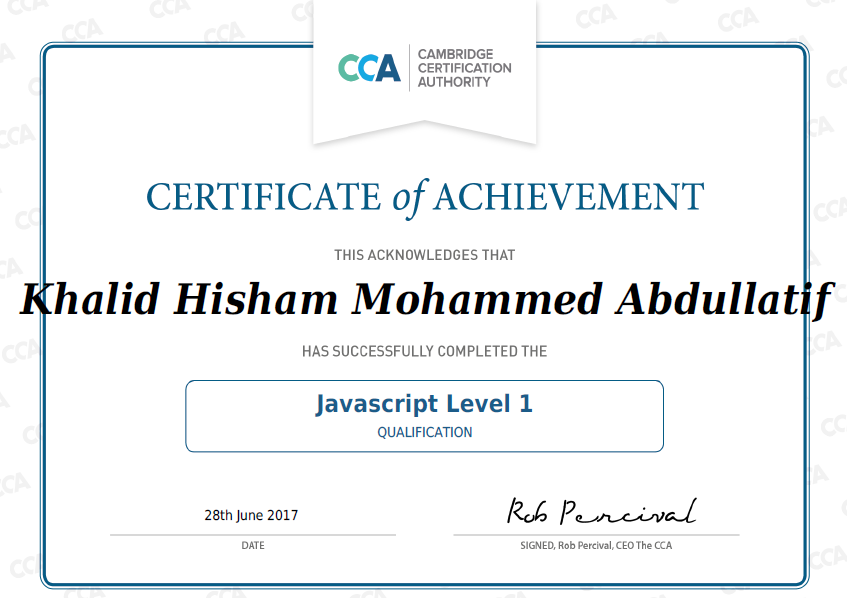 CCA
CAMBRIDGE
CERTIFICATION
AUTHORITY
CERTIFICATE of ACHIEVEMENT
THIS ACKNOWLEDGES THAT
Khalid Hisham Mohammed Abdullatif
HAS SUCCESSFULLY COMPLETED THE
Javascript Level 1
QUALIFICATION
28th June 2017
Rob Percival
DATE
SIGNED, Rob Percival, CEO The CCA